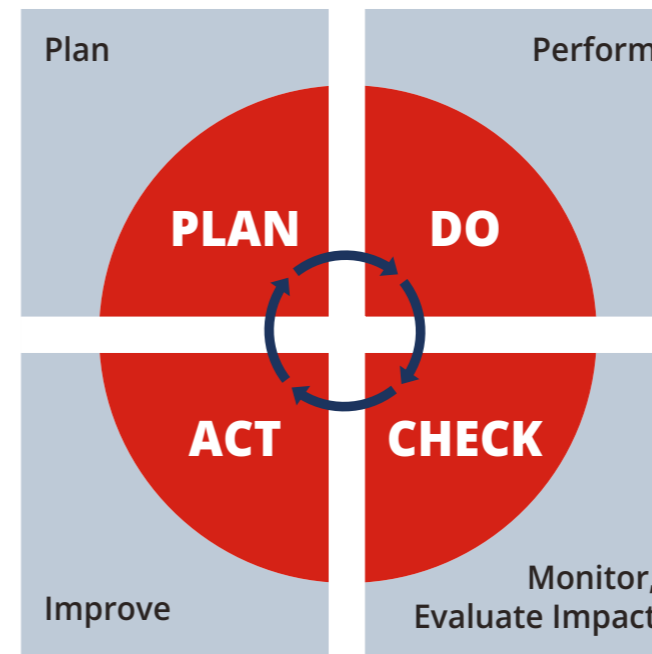 Plan
Perform
PLAN
DO
ACT
CHECK
Improve
Monitor,
Evaluate Impact